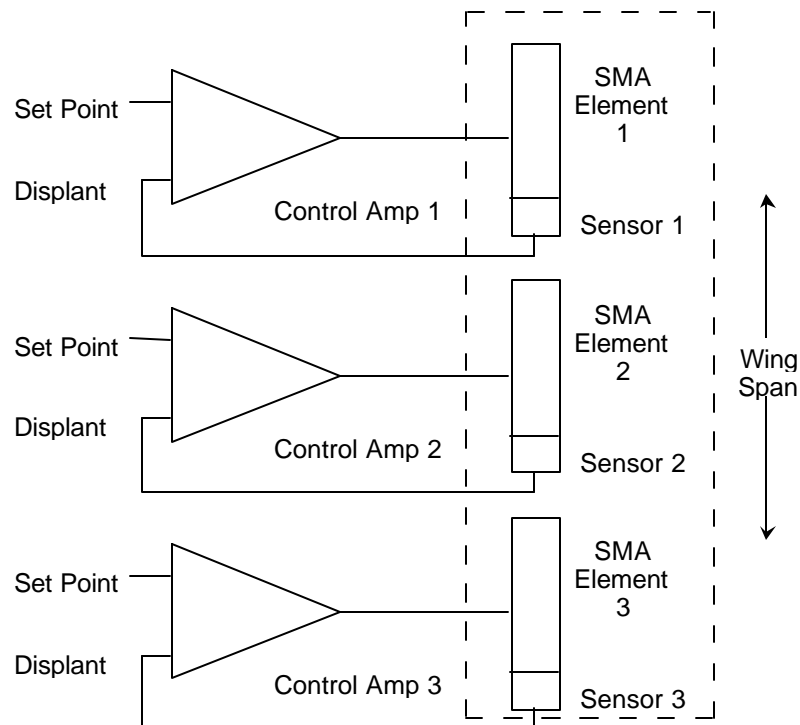 SMA
Element
1
Set Point
Displant
Control Amp 1
Sensor 1
SMA
Element
2
Set Point
Displant
Control Amp 2
Sensor 2
Wing
Span
SMA
Element
3
Set Point
Displant
Control Amp 3
Sensor 3